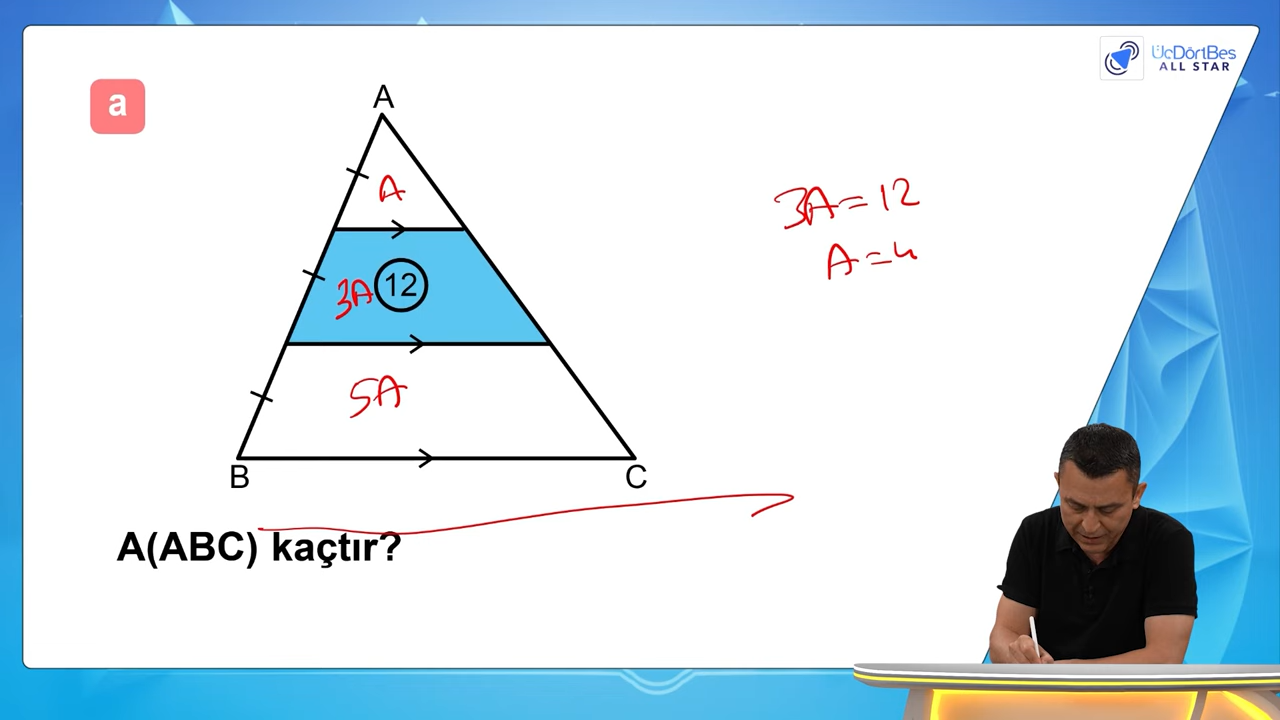 ÜçDörtBeş
ALL STAR
a
A
A
3A = 12
A = 4
3A 12
5A
B
C
A(ABC) kaçtır?